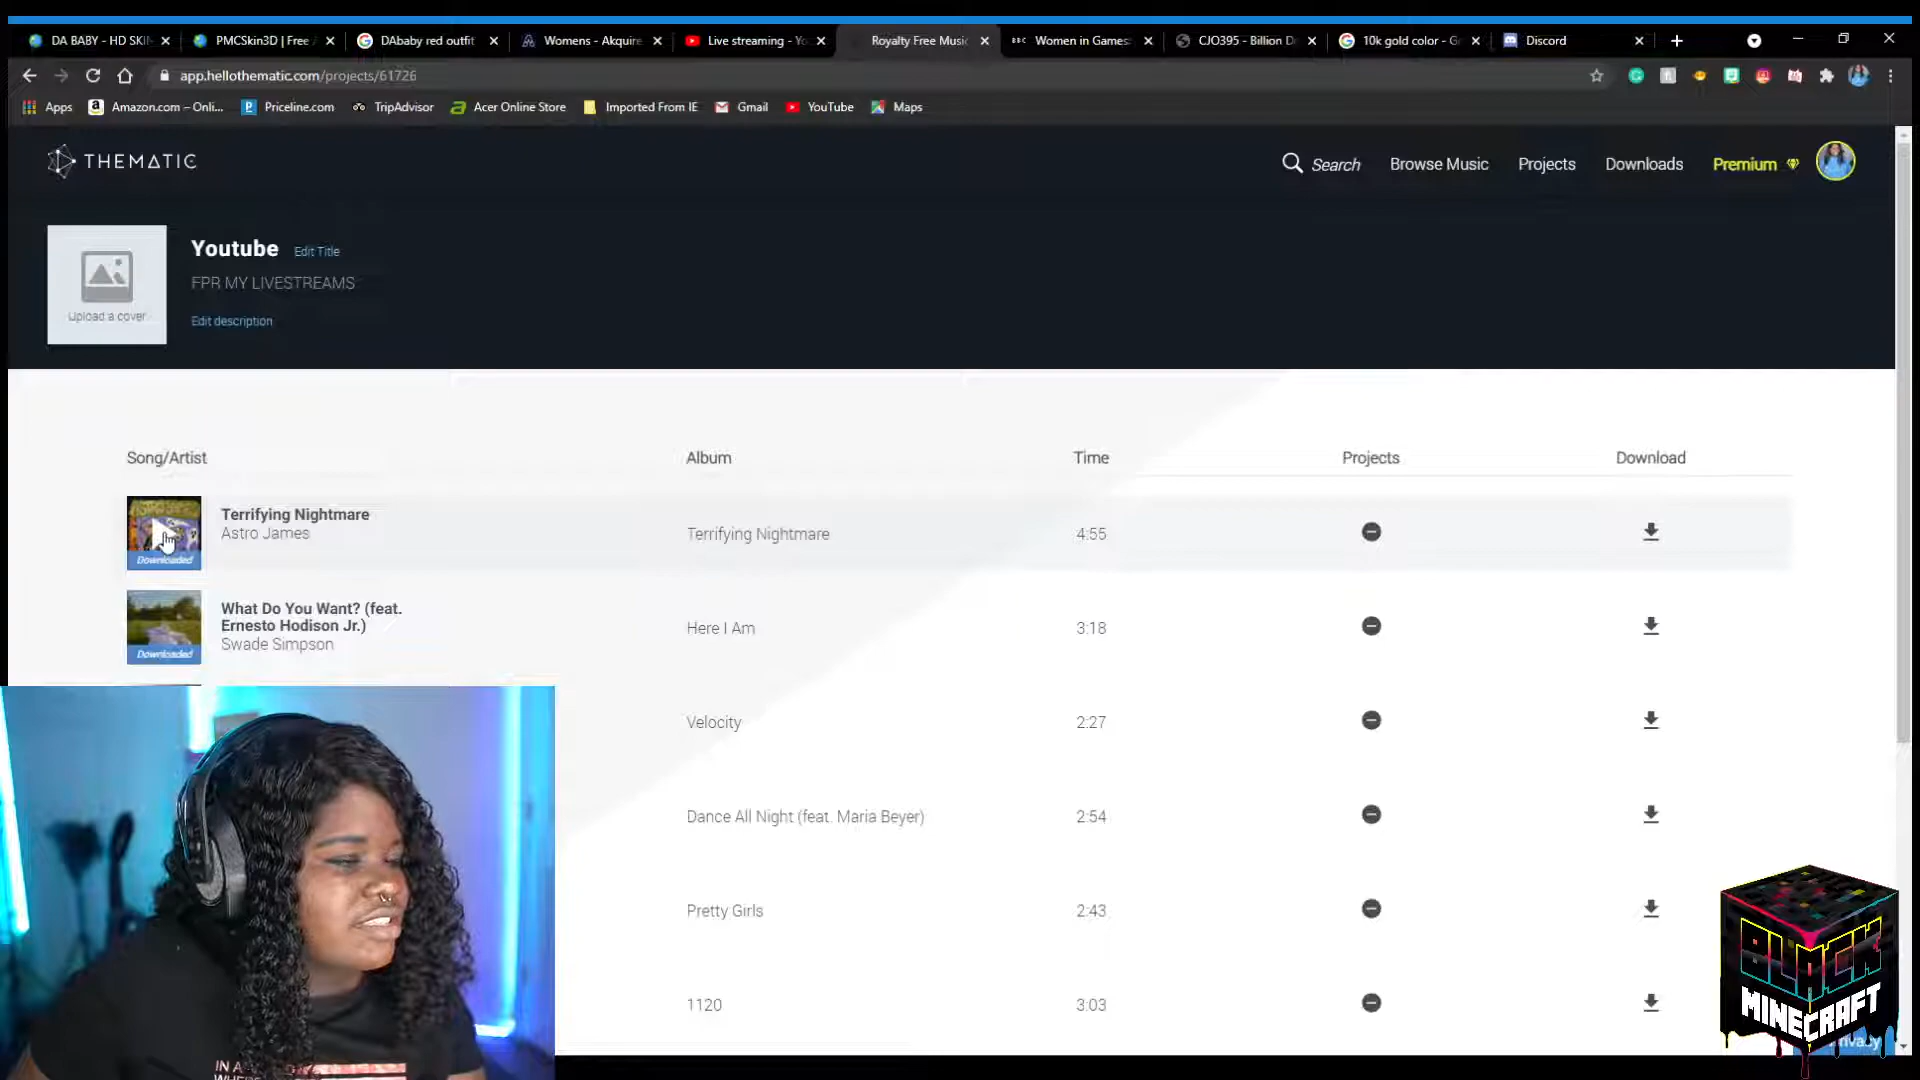 DA BABY - HD SKI
PMCSkin3D | Free
DAbaby red outfit
Womens - Akquire
Live streaming - Yo
Royalty Free Music
Women in Games
CJO395 - Billion D
10k gold color - G
Discord
app.hellothematic.com/projects/61726
Apps
Amazon.com – Onli...
Priceline.com
TripAdvisor
Acer Online Store
Imported From IE
Gmail
YouTube
Maps
THEMATIC
Search
Browse Music
Projects
Downloads
Premium
Upload a cover
Youtube
Edit Title
FPR MY LIVESTREAMS
Edit description
Song/Artist
Album
Time
Projects
Download
Downloaded
Terrifying Nightmare
Astro James
Terrifying Nightmare
4:55
Downloaded
What Do You Want? (feat.
Ernesto Hodison Jr.)
Swade Simpson
Here I Am
3:18
Velocity
2:27
Dance All Night (feat. Maria Beyer)
2:54
Pretty Girls
2:43
1120
3:03
IN A
BLACK
MINECRAFT